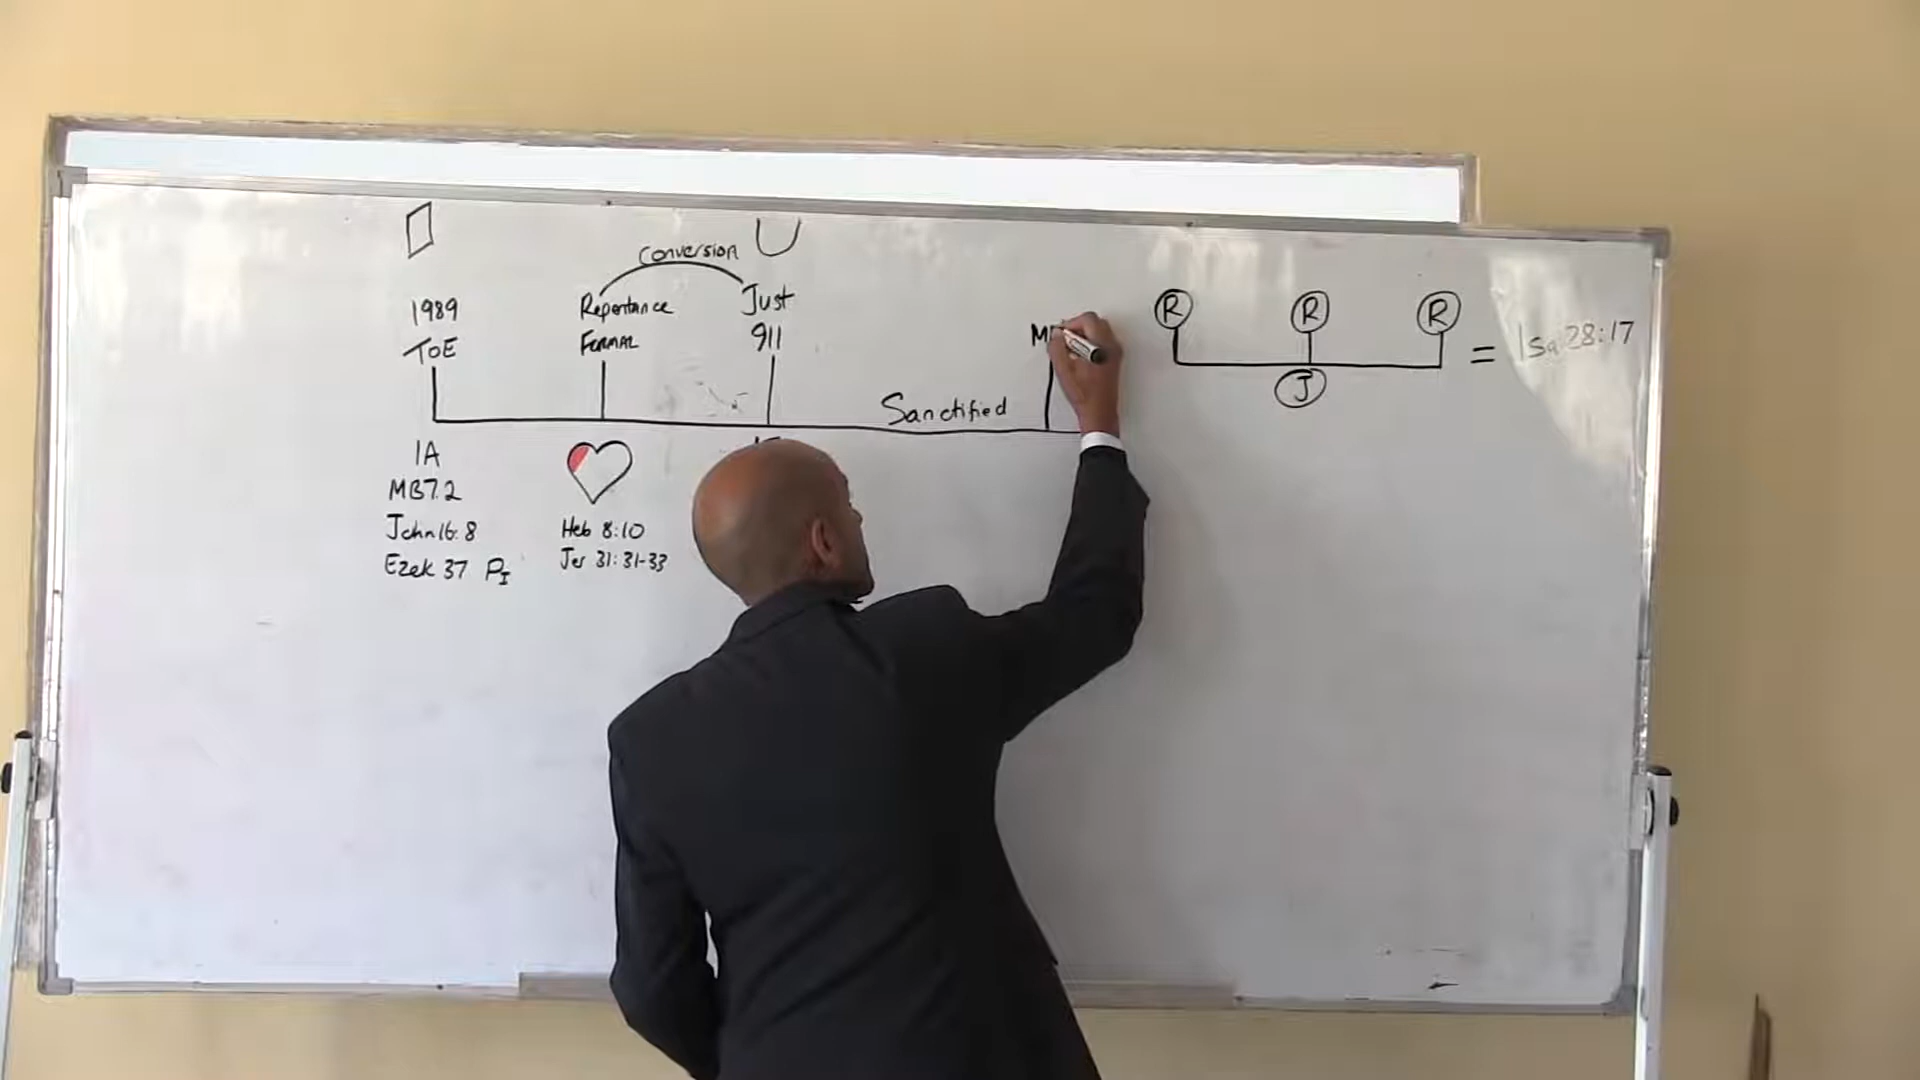 Conversion
1989
TOE
Repentance
Formal
Just
911
Sanctified
1A
MB7.2
John 16:8
Ezek 37 PI
Heb 8:10
Jer 31:31-33
R R R
J
= Isa 28:17